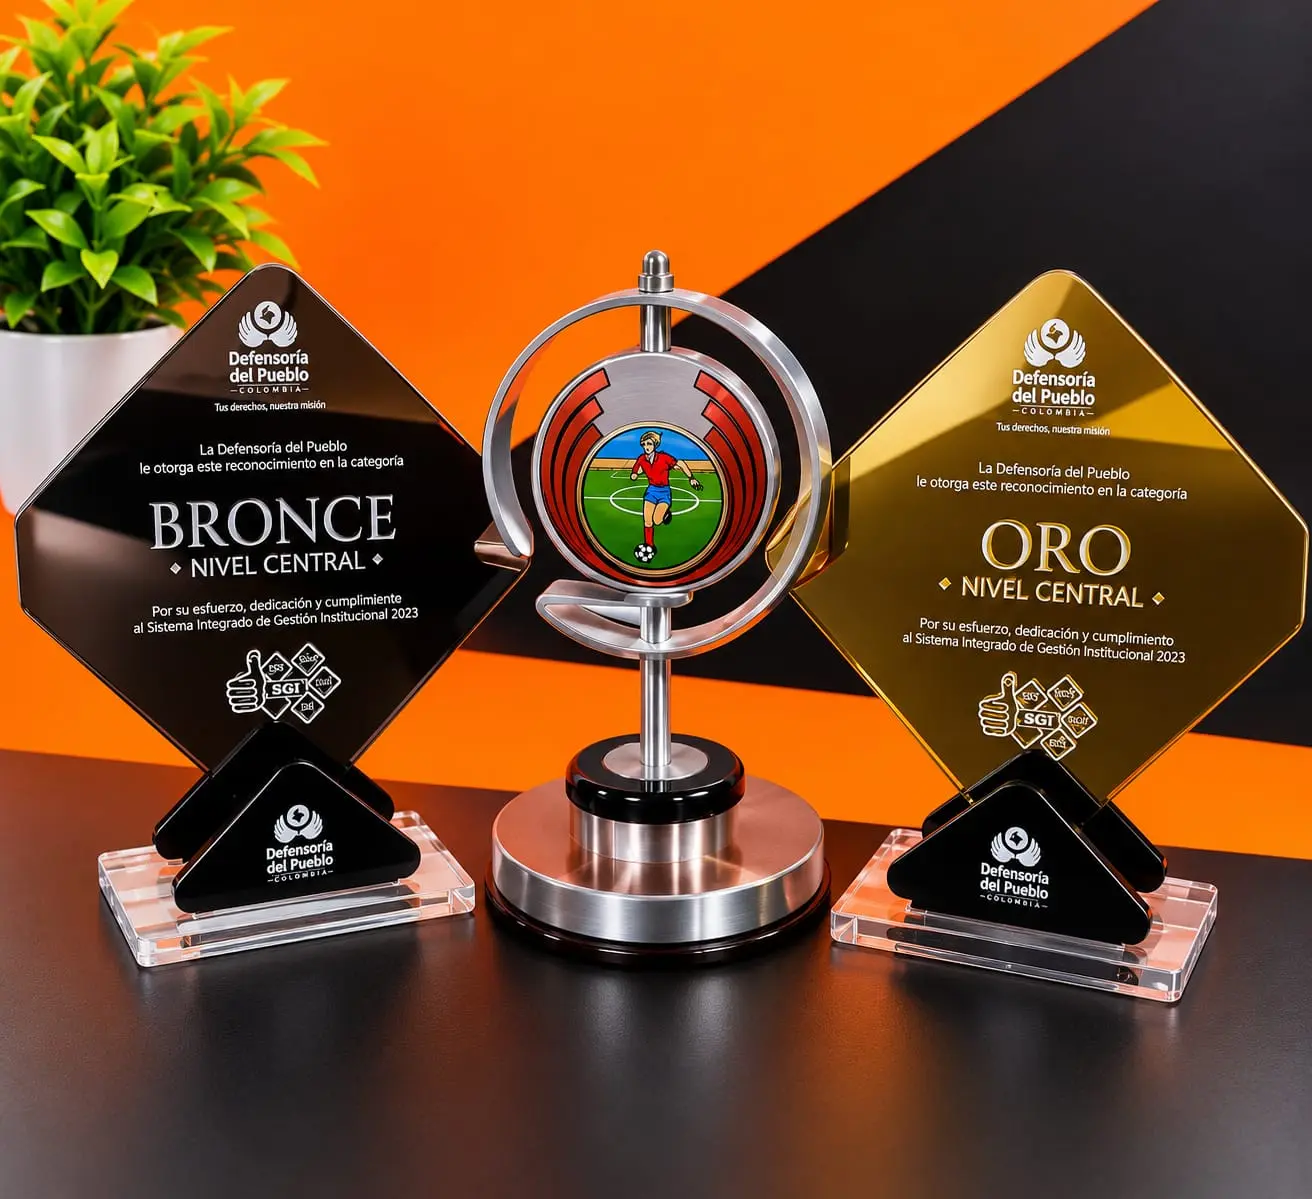 Defensoría
del Pueblo
COLOMBIA
Tus derechos, nuestra misión
La Defensoría del Pueblo
le otorga este reconocimiento en la categoría
BRONCE
NIVEL CENTRAL
Por su esfuerzo, dedicación y cumplimiente
al Sistema Integrado de Gestión Institucional 2023
SGI
Defensoría
del Pueblo
COLOMBIA
Defensoría
del Pueblo
COLOMBIA
Tus derechos, nuestra misión
La Defensoría del Pueblo
le otorga este reconocimiento en la categoría
ORO
NIVEL CENTRAL
Por su esfuerzo, dedicación y cumplimiento
al Sistema Integrado de Gestión Institucional 2023
SGI
Defensoría
del Pueblo
COLOMBIA